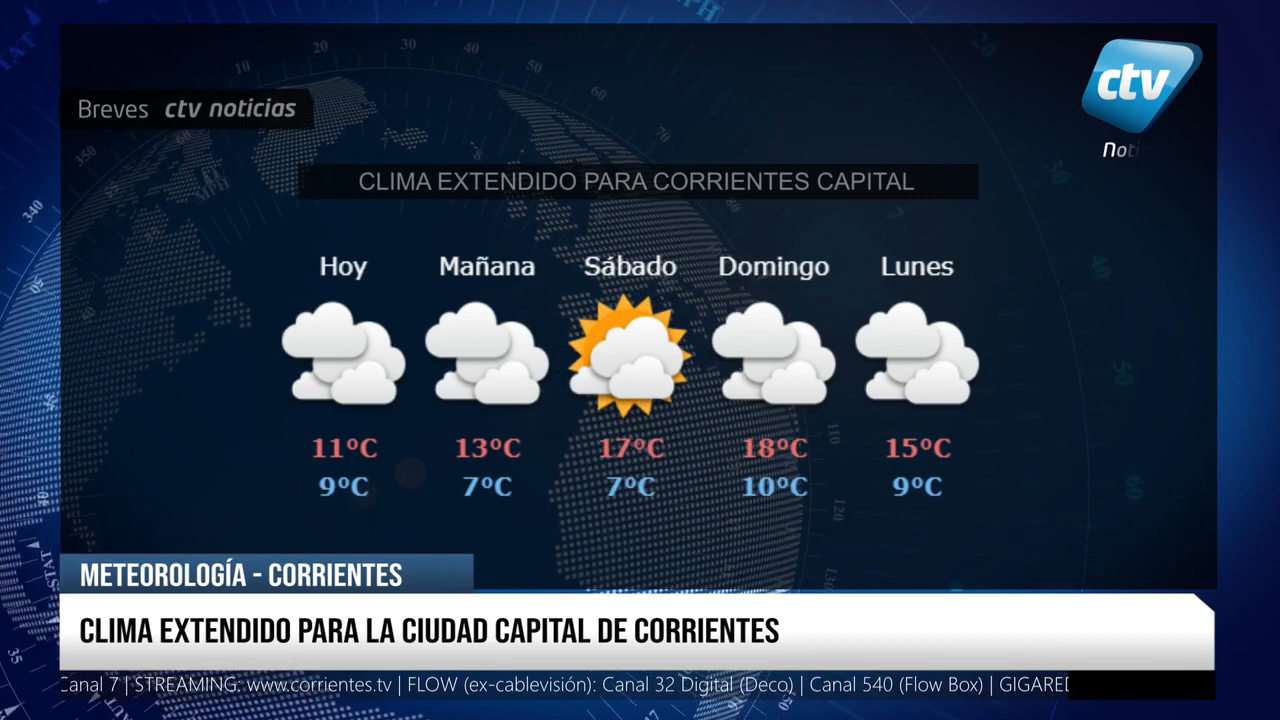 Breves ctv noticias
ctv
Noti
CLIMA EXTENDIDO PARA CORRIENTES CAPITAL
Hoy Mañana Sábado Domingo Lunes
11ºC 13ºC 17ºC 18ºC 15ºC
9ºC 7ºC 7ºC 10ºC 9ºC
METEOROLOGÍA - CORRIENTES
CLIMA EXTENDIDO PARA LA CIUDAD CAPITAL DE CORRIENTES
Canal 7 | STREAMING: www.corrientes.tv | FLOW (ex-cablevisión): Canal 32 Digital (Deco) | Canal 540 (Flow Box) | GIGARED